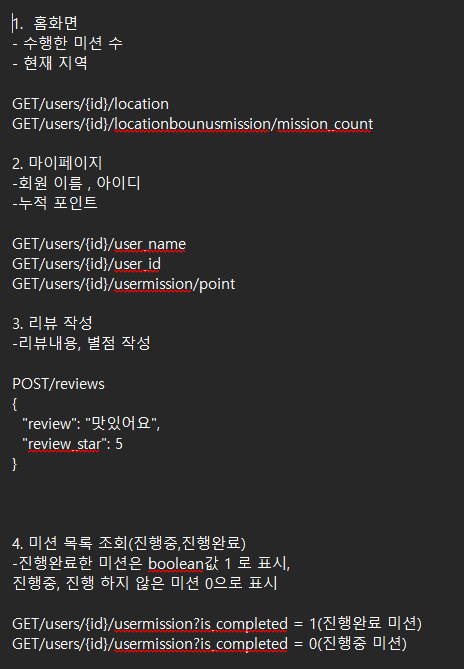 1.  홈화면
- 수행한 미션 수
- 현재 지역
GET/users/{id}/location
GET/users/{id}/locationbounusmission/mission_count
2. 마이페이지
-회원 이름 , 아이디
-누적 포인트
GET/users/{id}/user_name
GET/users/{id}/user_id
GET/users/{id}/usermission/point
3. 리뷰 작성
-리뷰내용, 별점 작성
POST/reviews
{
"review": "맛있어요",
"review_star": 5
}
4. 미션 목룍 조회(진행중,진행완료)
-진행완료한 미션은 boolean값 1 로 표시,
진행중, 진행 하지 않은 미션 0으로 표시
GET/users/{id}/usermission?is_completed = 1(진행완료 미션)
GET/users/{id}/usermission?is_completed = 0(진행중 미션)